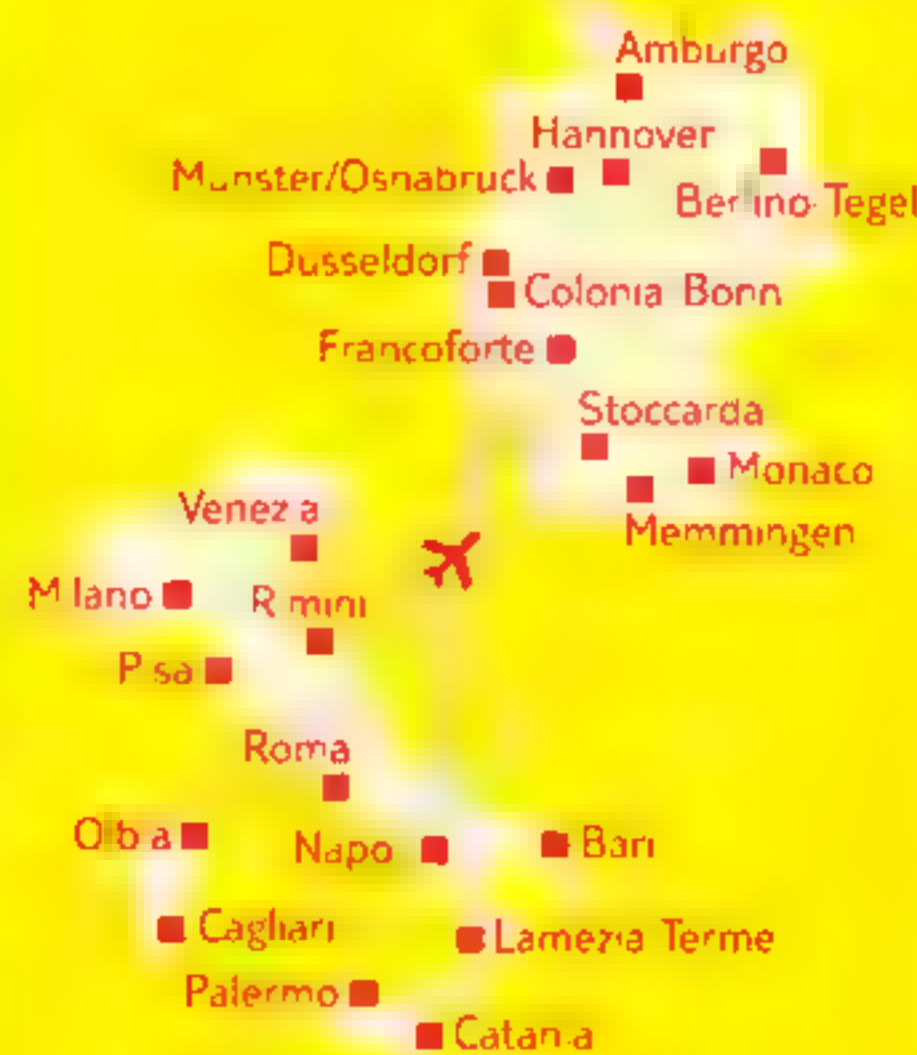 Amburgo
Hannover
Munster/Osnabruck
Berlino-Tegel
Dusseldorf
Colonia Bonn
Francoforte
Stoccarda
Monaco
Memmingen
Venezia
Milano
Rimini
Pisa
Roma
Olbia
Napoli
Bari
Cagliari
Lamezia Terme
Palermo
Catania